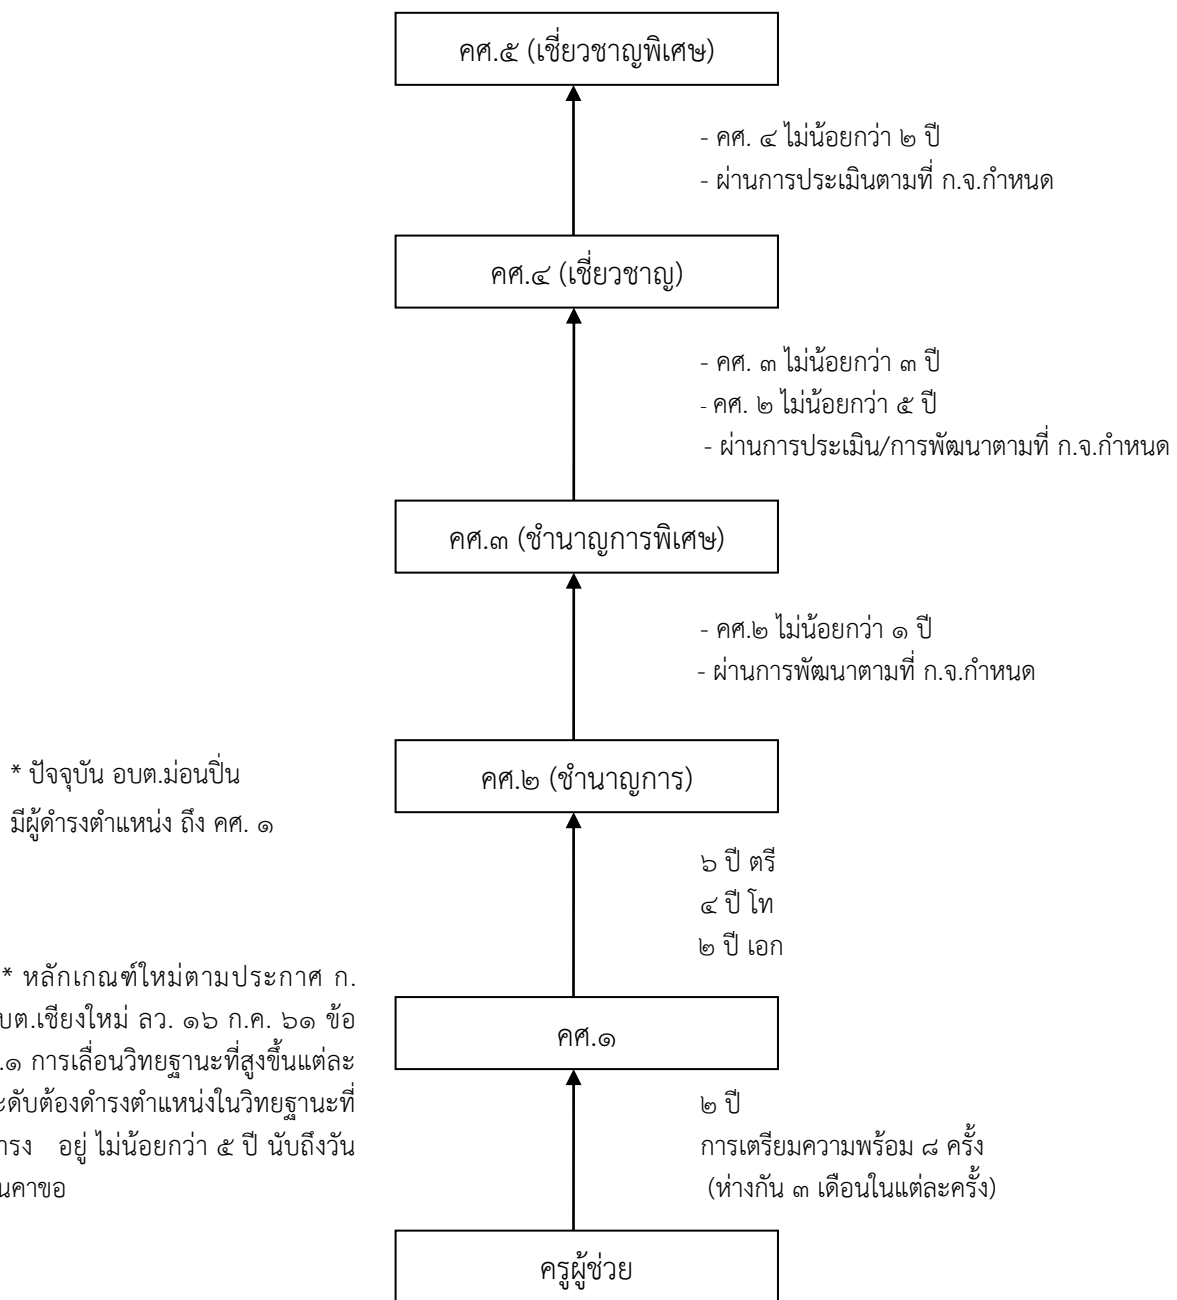 คศ.๕ (เชี่ยวชาญพิเศษ)
- คศ. ๔ ไม่น้อยกว่า ๒ ปี
- ผ่านการประเมินตามที่ ก.จ.กำหนด
คศ.๔ (เชี่ยวชาญ)
- คศ. ๓ ไม่น้อยกว่า ๓ ปี
- คศ. ๒ ไม่น้อยกว่า ๕ ปี
- ผ่านการประเมิน/การพัฒนาตามที่ ก.จ.กำหนด
คศ.๓ (ชำนาญการพิเศษ)
- คศ.๒ ไม่น้อยกว่า ๑ ปี
- ผ่านการพัฒนาตามที่ ก.จ.กำหนด
คศ.๒ (ชำนาญการ)
* ปัจจุบัน อบต.ม่อนปิ่น
มีผู้ดำรงตำแหน่ง ถึง คศ. ๑
๖ ปี ตรี
๔ ปี โท
๒ ปี เอก
* หลักเกณฑ์ใหม่ตามประกาศ ก.
บต.เชียงใหม่ ลว. ๑๖ ก.ค. ๖๑ ข้อ
.๑ การเลื่อนวิทยฐานะที่สูงขึ้นแต่ละ
ะดับต้องดำรงตำแหน่งในวิทยฐานะที่
ารง อยู่ ไม่น้อยกว่า ๕ ปี นับถึงวัน
นคาขอ
คศ.๑
๒ ปี
การเตรียมความพร้อม ๘ ครั้ง
(ห่างกัน ๓ เดือนในแต่ละครั้ง)
ครูผู้ช่วย